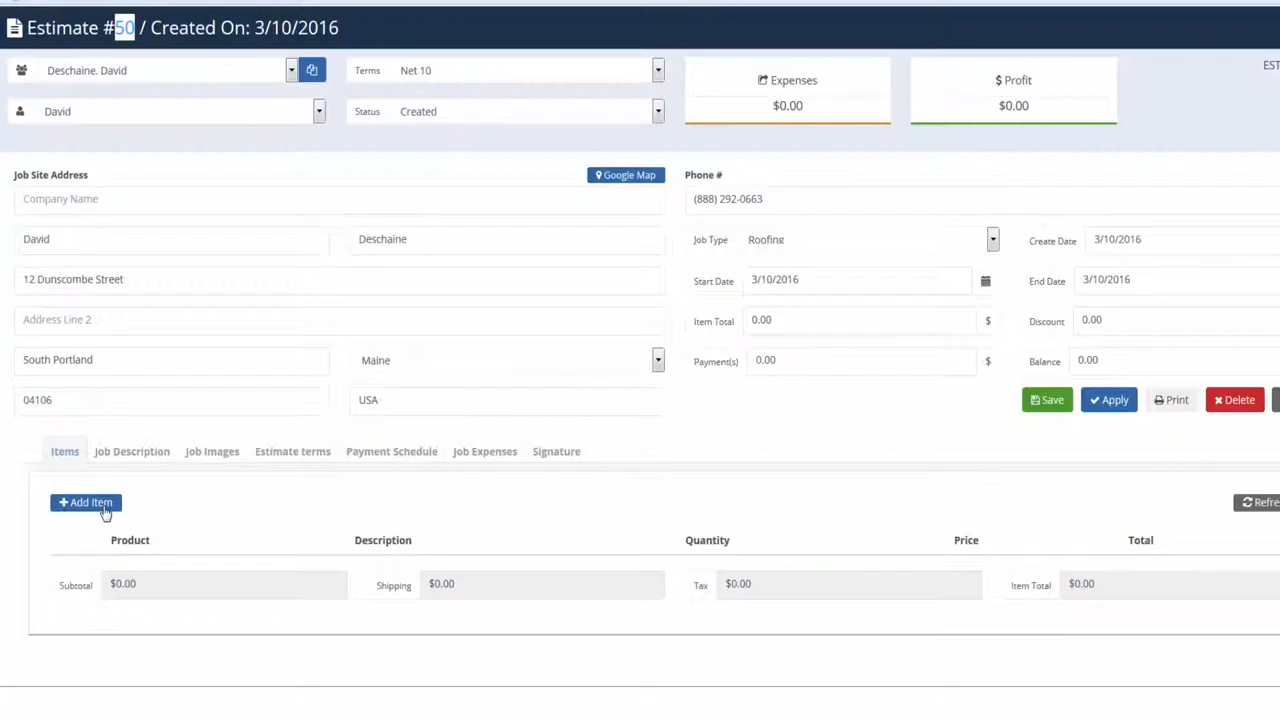 Estimate #50 / Created On: 3/10/2016
Deschaine. David
Terms Net 10
Expenses
$0.00
$ Profit
$0.00
EST
David
Status Created
Job Site Address
Google Map
Company Name
David Deschaine
12 Dunscombe Street
Address Line 2
South Portland Maine
04106 USA
Phone #
(888) 292-0663
Job Type Roofing
Create Date 3/10/2016
Start Date 3/10/2016
End Date 3/10/2016
Item Total 0.00 $
Discount 0.00
Payment(s) 0.00 $
Balance 0.00
Save Apply Print Delete
Items Job Description Job Images Estimate terms Payment Schedule Job Expenses Signature
+ Add Item
Refre
Product Description Quantity Price Total
Subtotal $0.00 Shipping $0.00 Tax $0.00 Item Total $0.00